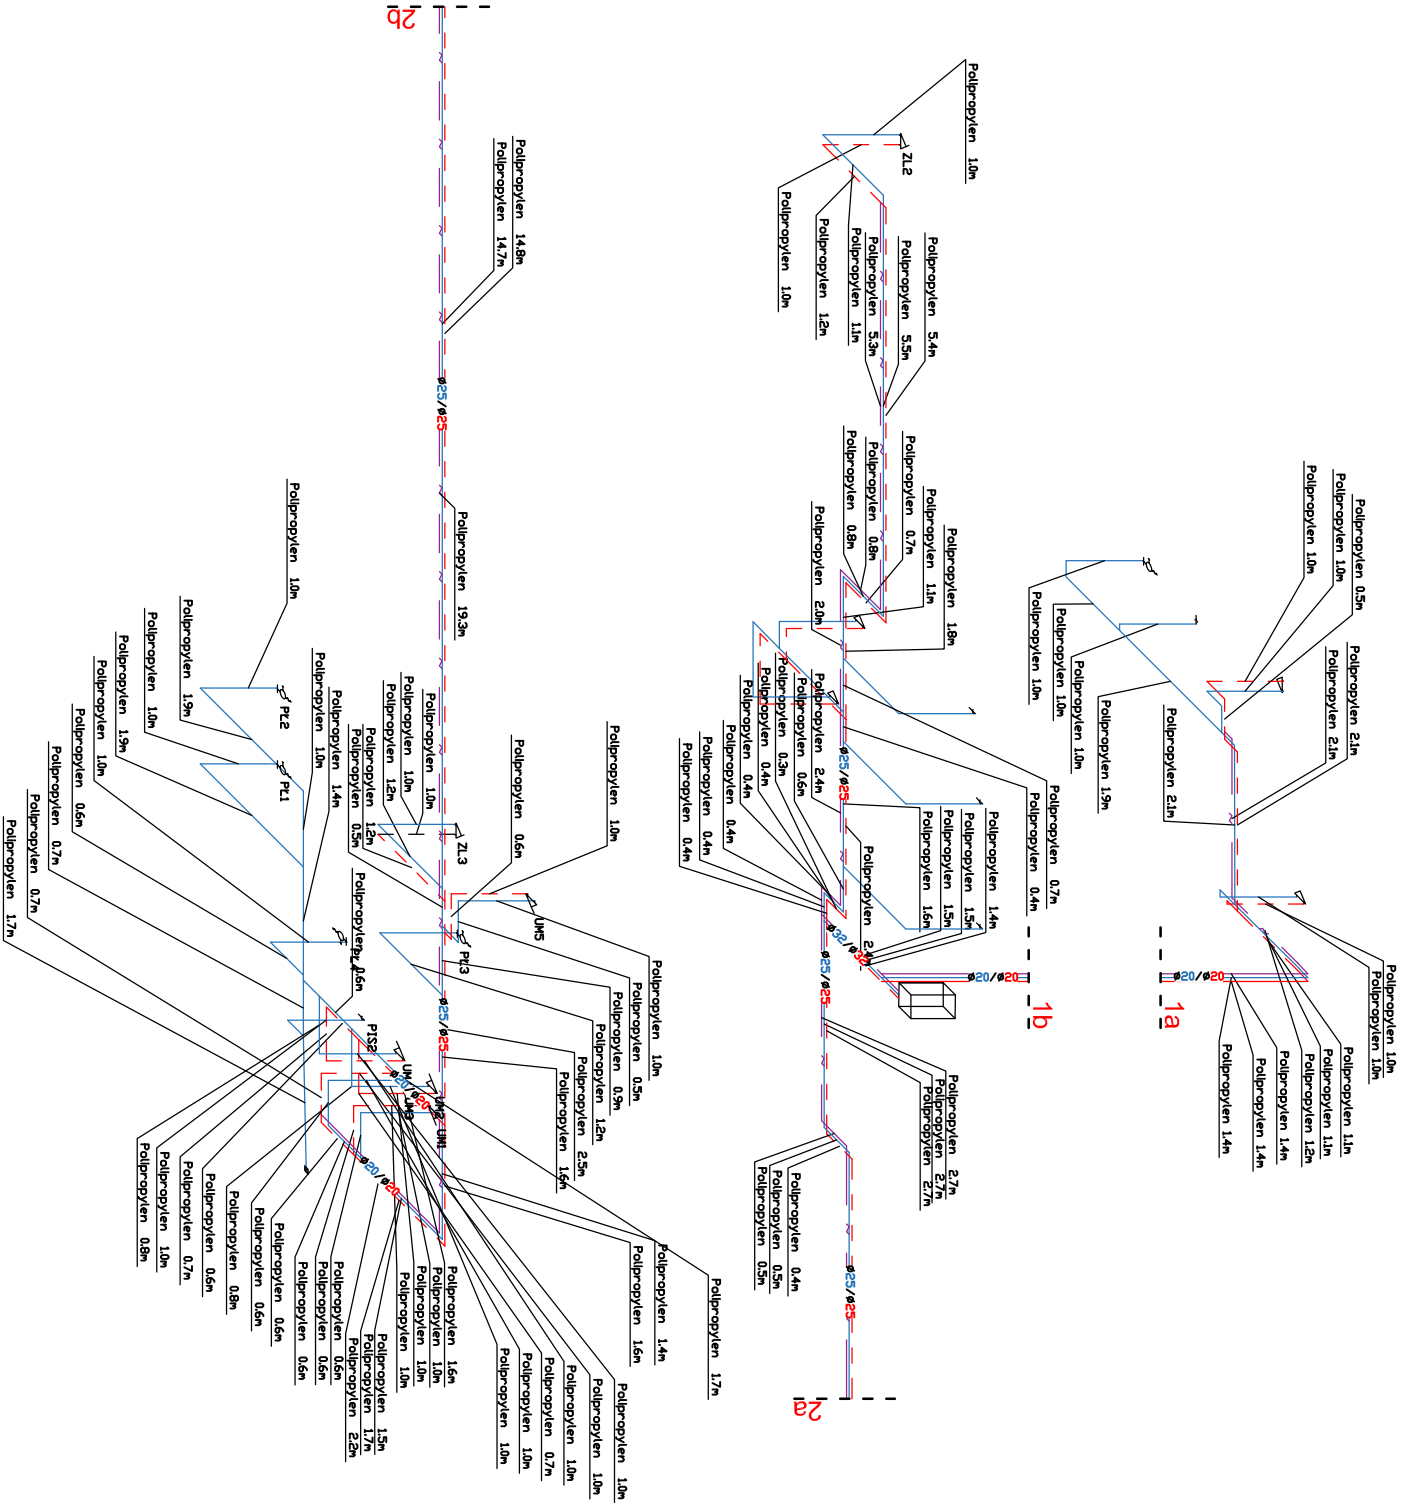 2b
Polipropylen 14.8m
Polipropylen 14.7m
Ø25/Ø25
Polipropylen 19.3m
Polipropylen 1.0m
ZL2
Polipropylen 1.0m
Polipropylen 1.2m
Polipropylen 1.1m
Polipropylen 5.3m
Polipropylen 5.5m
Polipropylen 5.4m
Polipropylen 0.8m
Polipropylen 0.8m
Polipropylen 0.7m
Polipropylen 1.1m
Polipropylen 1.8m
Polipropylen 2.0m
Polipropylen 2.4m
Polipropylen 0.6m
Polipropylen 0.3m
Polipropylen 0.4m
Polipropylen 0.4m
Polipropylen 0.4m
Polipropylen 0.4m
Polipropylen 0.4m
Ø25/Ø25
Polipropylen
Polipropylen 0.7m
Polipropylen 0.4m
Polipropylen 1.4m
Polipropylen 1.5m
Polipropylen 1.5m
Polipropylen 1.6m
Ø32/Ø32
Ø25/Ø25
Ø20/Ø20
1b
Polipropylen 2.7m
Polipropylen 2.7m
Polipropylen 2.7m
Polipropylen 0.4m
Polipropylen 0.5m
Polipropylen 0.5m
Ø25/Ø25
2a
Polipropylen 0.5m
Polipropylen 1.0m
Polipropylen 1.0m
Polipropylen 1.0m
Polipropylen 1.0m
Polipropylen 1.0m
Polipropylen 1.9m
Polipropylen 2.1m
Polipropylen 2.1m
Polipropylen 2.1m
Polipropylen 1.0m
Polipropylen 1.0m
Ø20/Ø20
1a
Polipropylen 1.1m
Polipropylen 1.1m
Polipropylen 1.2m
Polipropylen 1.4m
Polipropylen 1.4m
Polipropylen 1.4m
Polipropylen 1.0m
PŁ2
Polipropylen 1.9m
Polipropylen 1.0m
PŁ1
Polipropylen 1.9m
Polipropylen 1.0m
Polipropylen 1.0m
Polipropylen 1.4m
Polipropylen 0.6m
Polipropylen 0.7m
Polipropylen 0.7m
Polipropylen 1.7m
Polipropylen 1.0m
Polipropylen 1.0m
Polipropylen 1.2m
Polipropylen 1.2m
Polipropylen 0.5m
ZL3
Polipropylen 0.6m
Polipropylen 1.0m
UM5
PŁ3
Polipropylen 1.0m
Polipropylen 0.5m
Polipropylen 0.9m
Polipropylen 1.2m
Polipropylen 2.5m
Polipropylen 1.6m
Ø25/Ø25
Polipropylen 0.6m
PIS2
Ø20/Ø20
UM3
UM2
UM1
Ø20/Ø20
Polipropylen 1.7m
Polipropylen 1.4m
Polipropylen 1.6m
Polipropylen 0.8m
Polipropylen 1.0m
Polipropylen 0.7m
Polipropylen 0.6m
Polipropylen 0.8m
Polipropylen 0.6m
Polipropylen 0.6m
Polipropylen 0.6m
Polipropylen 0.6m
Polipropylen 0.6m
Polipropylen 2.2m
Polipropylen 1.7m
Polipropylen 1.5m
Polipropylen 1.0m
Polipropylen 1.0m
Polipropylen 1.0m
Polipropylen 1.6m
Polipropylen 1.0m
Polipropylen 1.0m
Polipropylen 0.7m
Polipropylen 1.0m
Polipropylen 1.0m
Polipropylen 1.0m